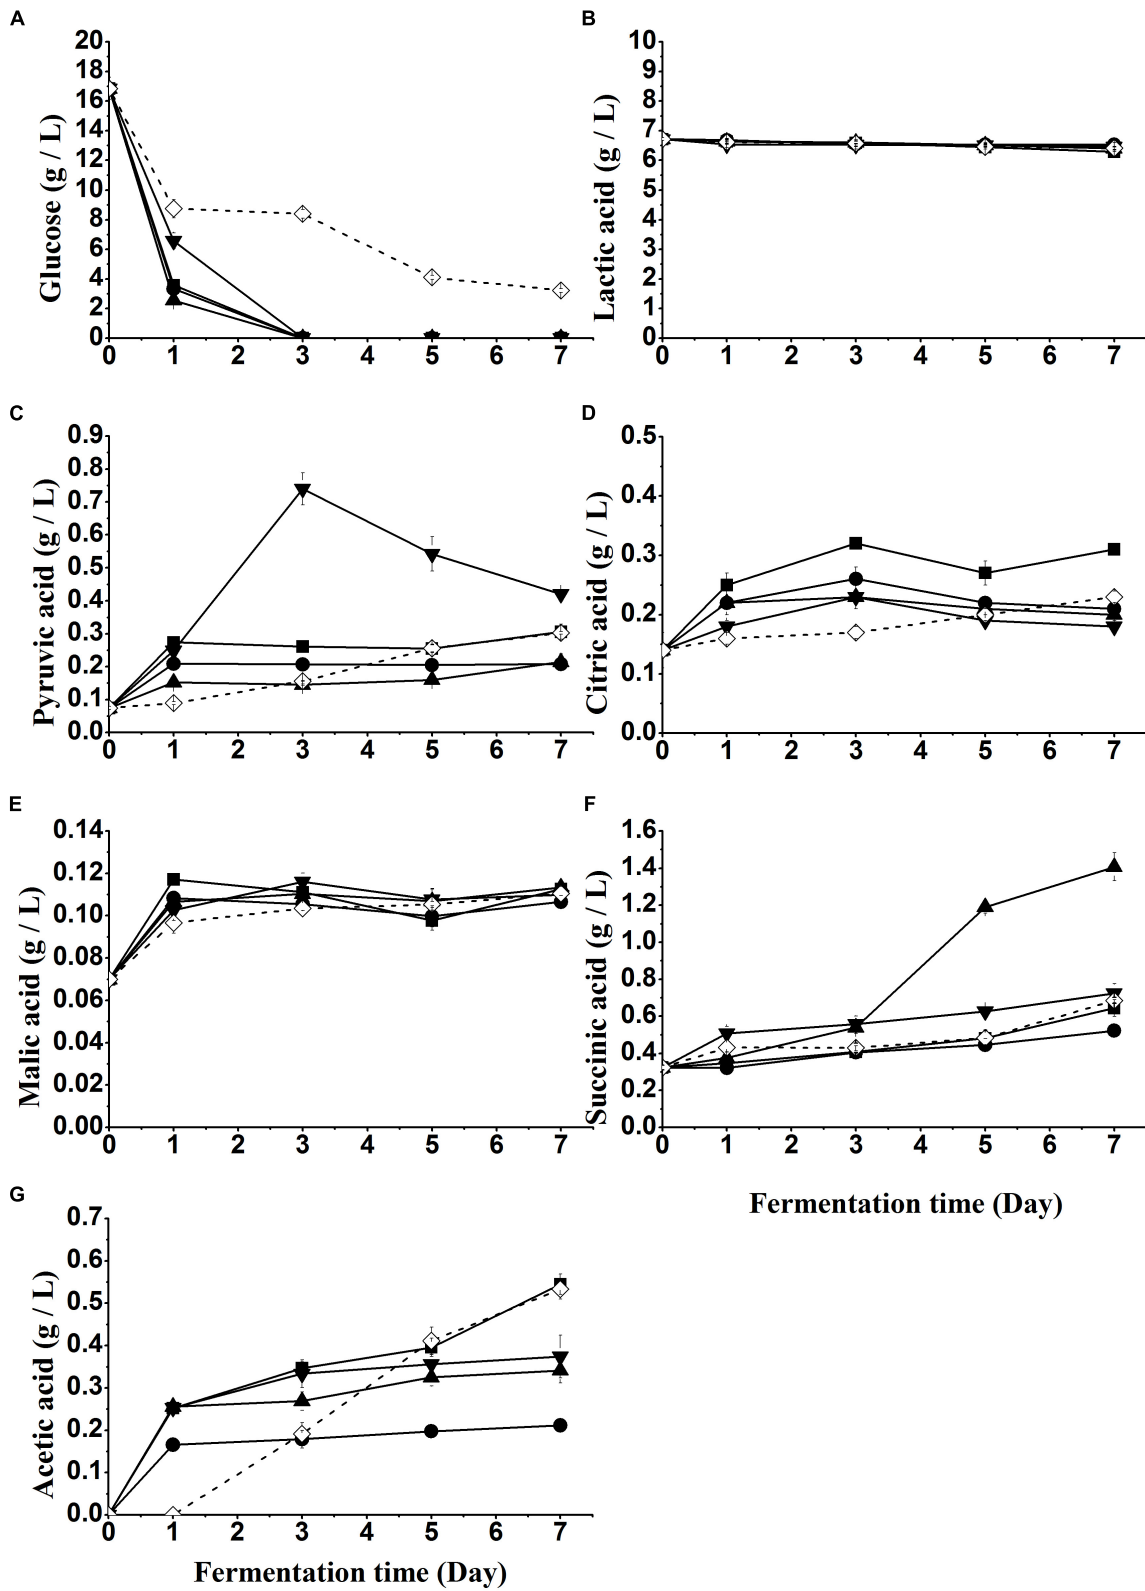 A
20
18
16
14
12
10
8
6
4
2
0
Glucose (g / L)
0 1 2 3 4 5 6 7
B
10
9
8
7
6
5
4
3
2
1
0
Lactic acid (g / L)
0 1 2 3 4 5 6 7
C
0.9
0.8
0.7
0.6
0.5
0.4
0.3
0.2
0.1
0.0
Pyruvic acid (g / L)
0 1 2 3 4 5 6 7
D
0.5
0.4
0.3
0.2
0.1
0.0
Citric acid (g / L)
0 1 2 3 4 5 6 7
E
0.14
0.12
0.10
0.08
0.06
0.04
0.02
0.00
Malic acid (g / L)
0 1 2 3 4 5 6 7
F
1.6
1.4
1.2
1.0
0.8
0.6
0.4
0.2
0.0
Succinic acid (g / L)
0 1 2 3 4 5 6 7
Fermentation time (Day)
G
0.7
0.6
0.5
0.4
0.3
0.2
0.1
0.0
Acetic acid (g / L)
0 1 2 3 4 5 6 7
Fermentation time (Day)